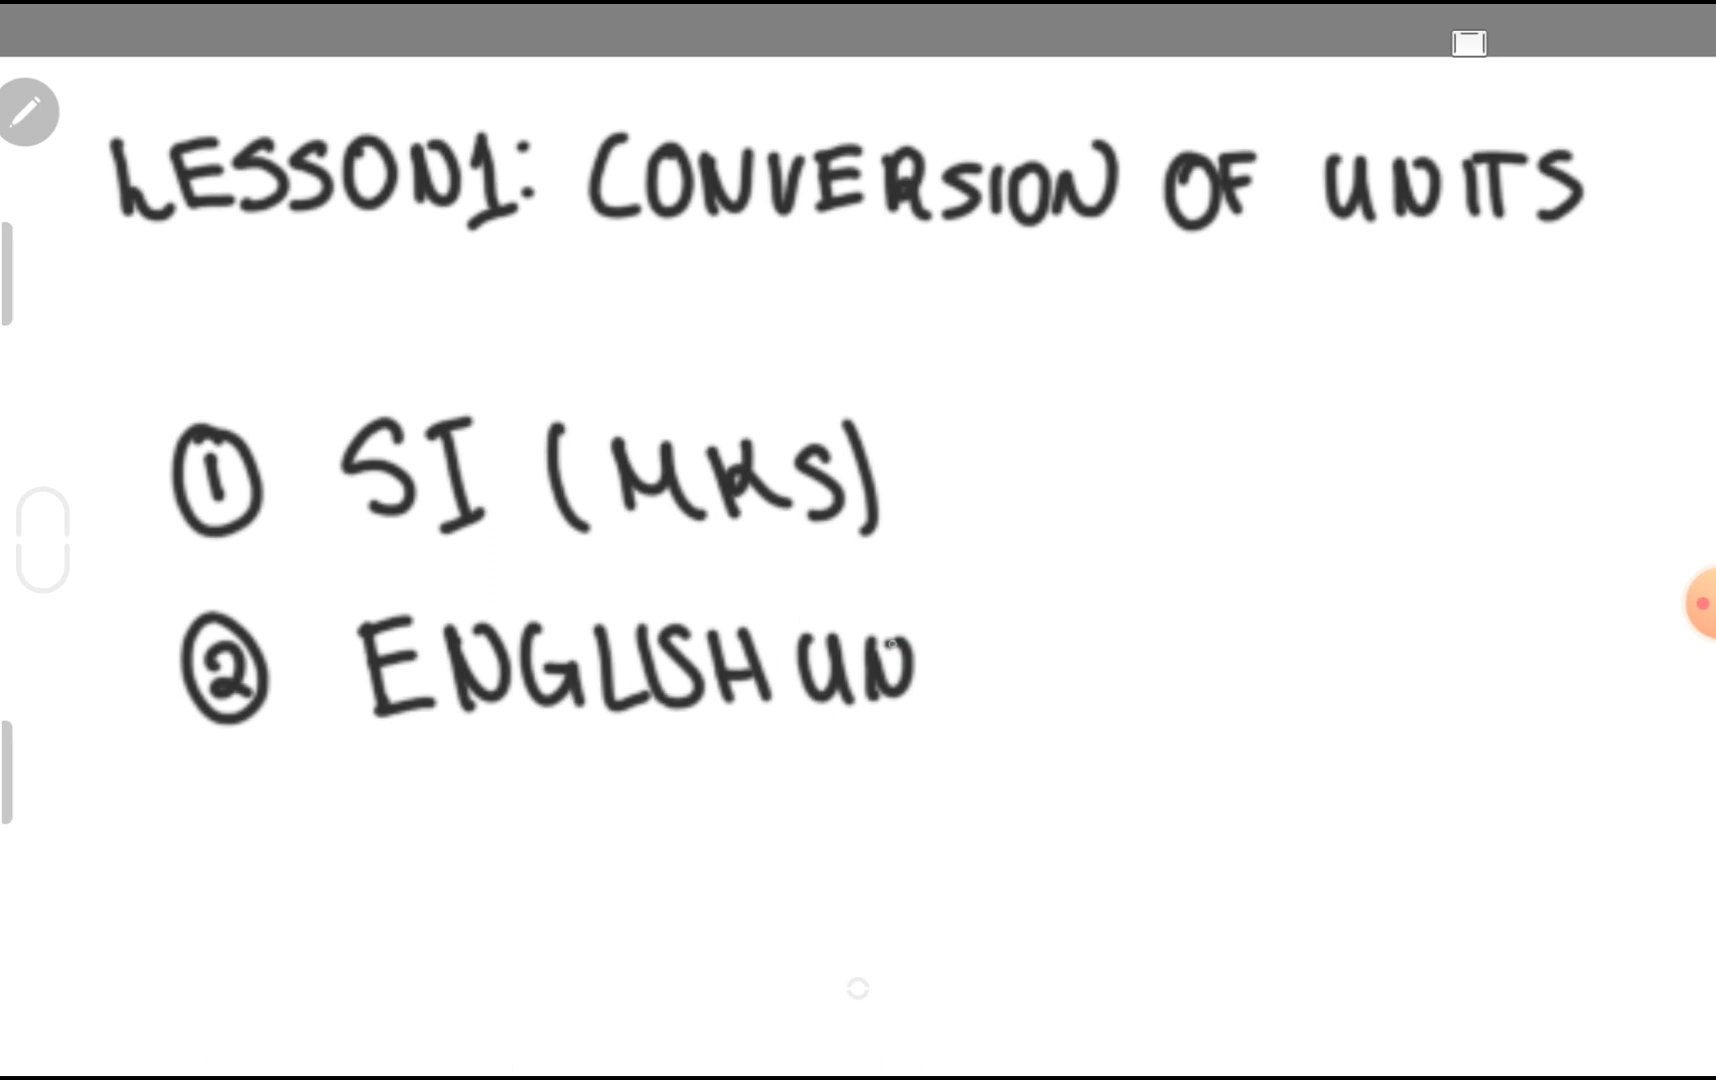 LESSON1: CONVERSION OF UNITS
① SI (MKS)
② ENGLISH UN